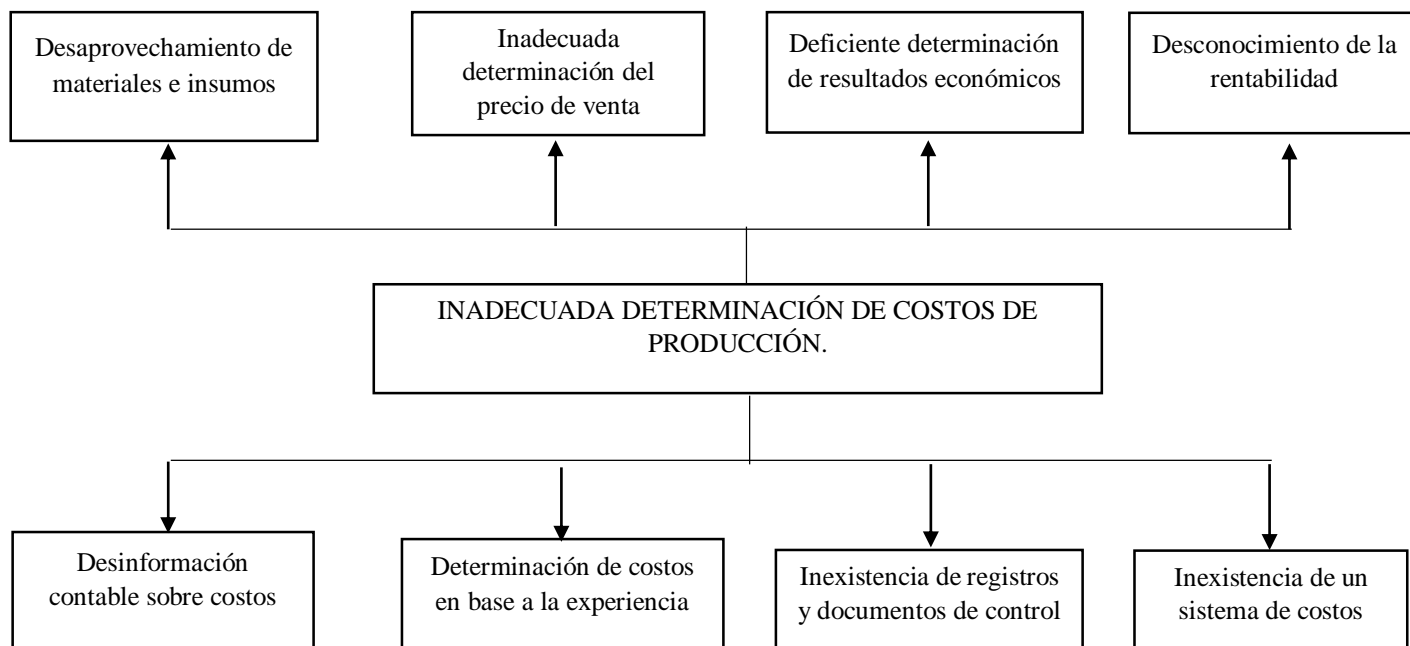 Desaprovechamiento de
materiales e insumos
Inadecuada
determinación del
precio de venta
Deficiente determinación
de resultados económicos
Desconocimiento de la
rentabilidad
INADECUADA DETERMINACIÓN DE COSTOS DE
PRODUCCIÓN.
Desinformación
contable sobre costos
Determinación de costos
en base a la experiencia
Inexistencia de registros
y documentos de control
Inexistencia de un
sistema de costos